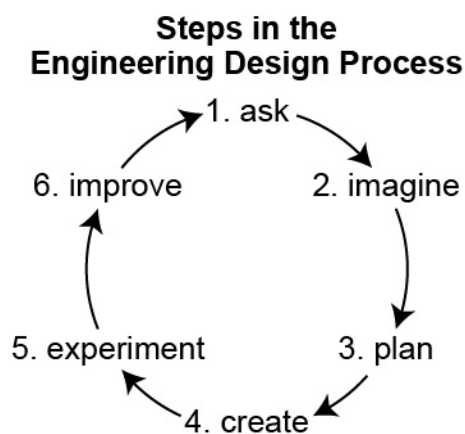 Steps in the
Engineering Design Process
1. ask
2. imagine
3. plan
4. create
5. experiment
6. improve